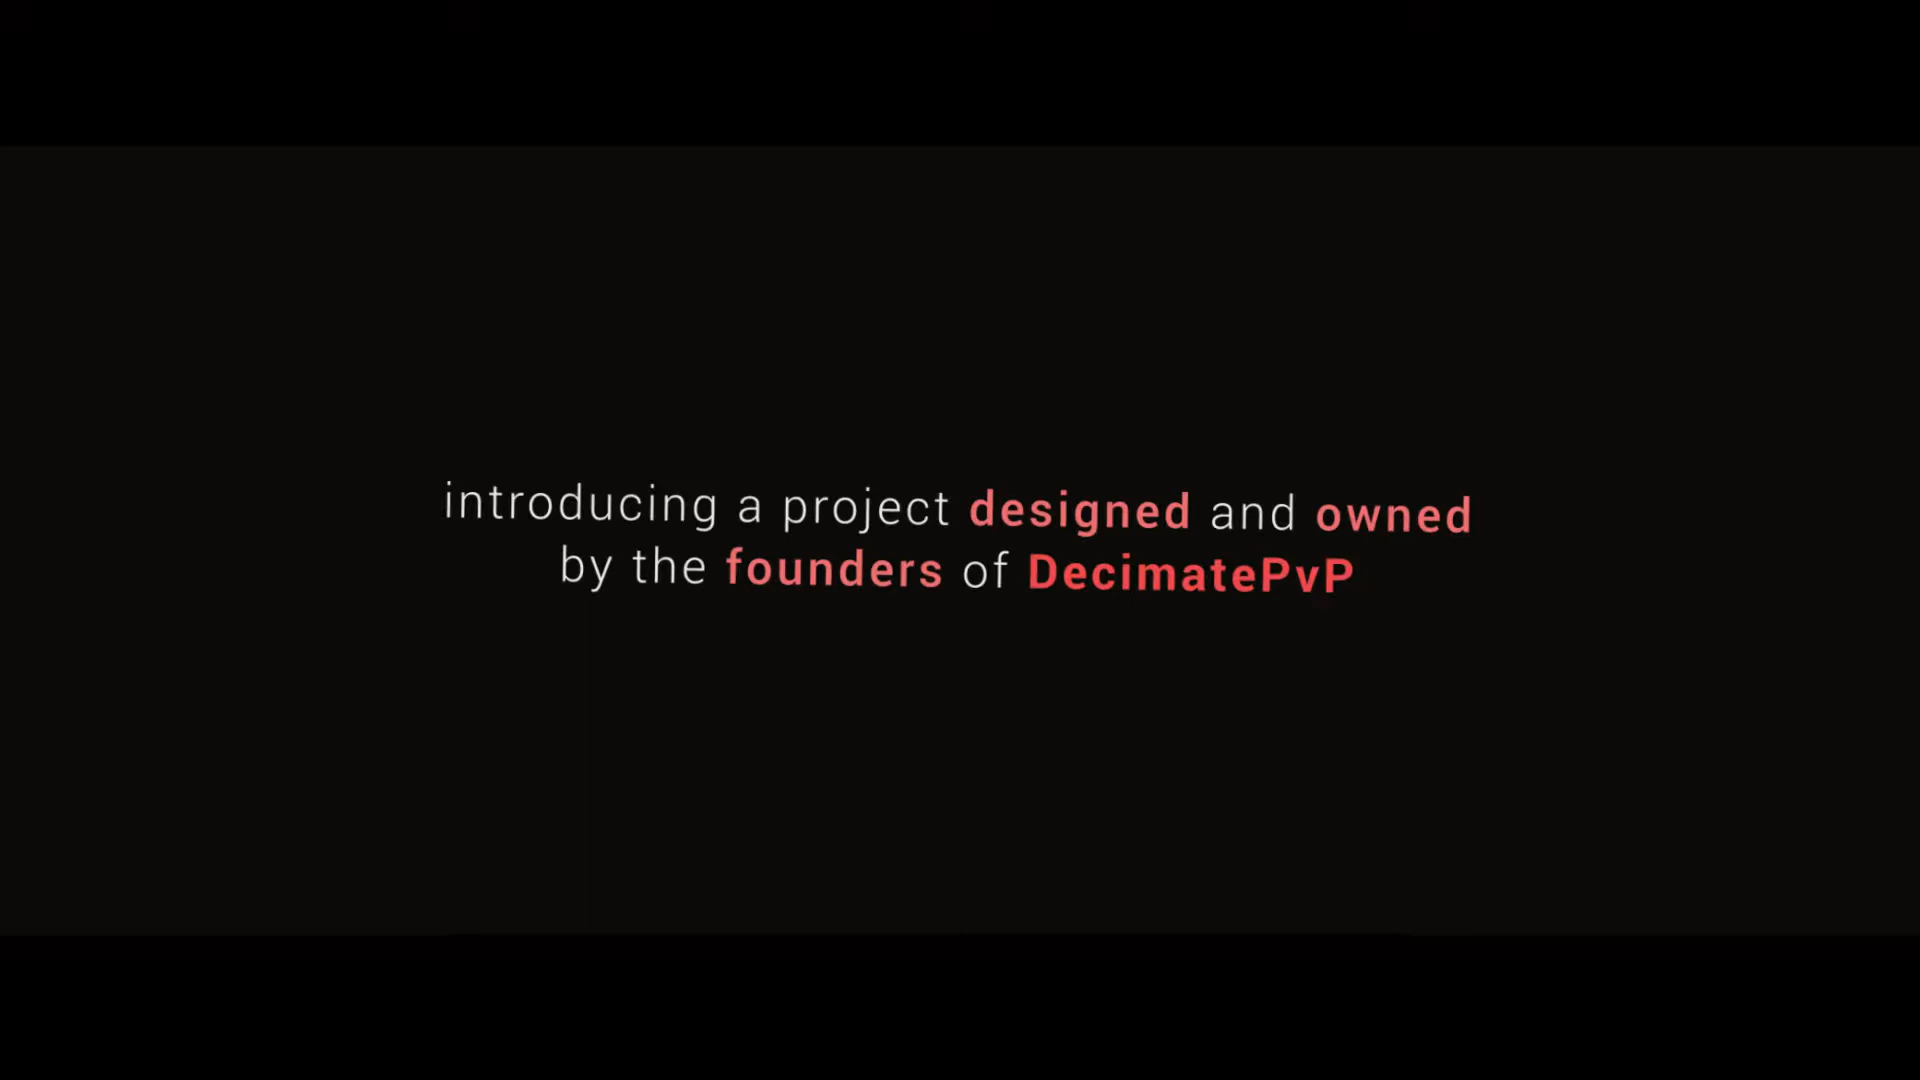 introducing a project designed and owned
by the founders of DecimatePvP